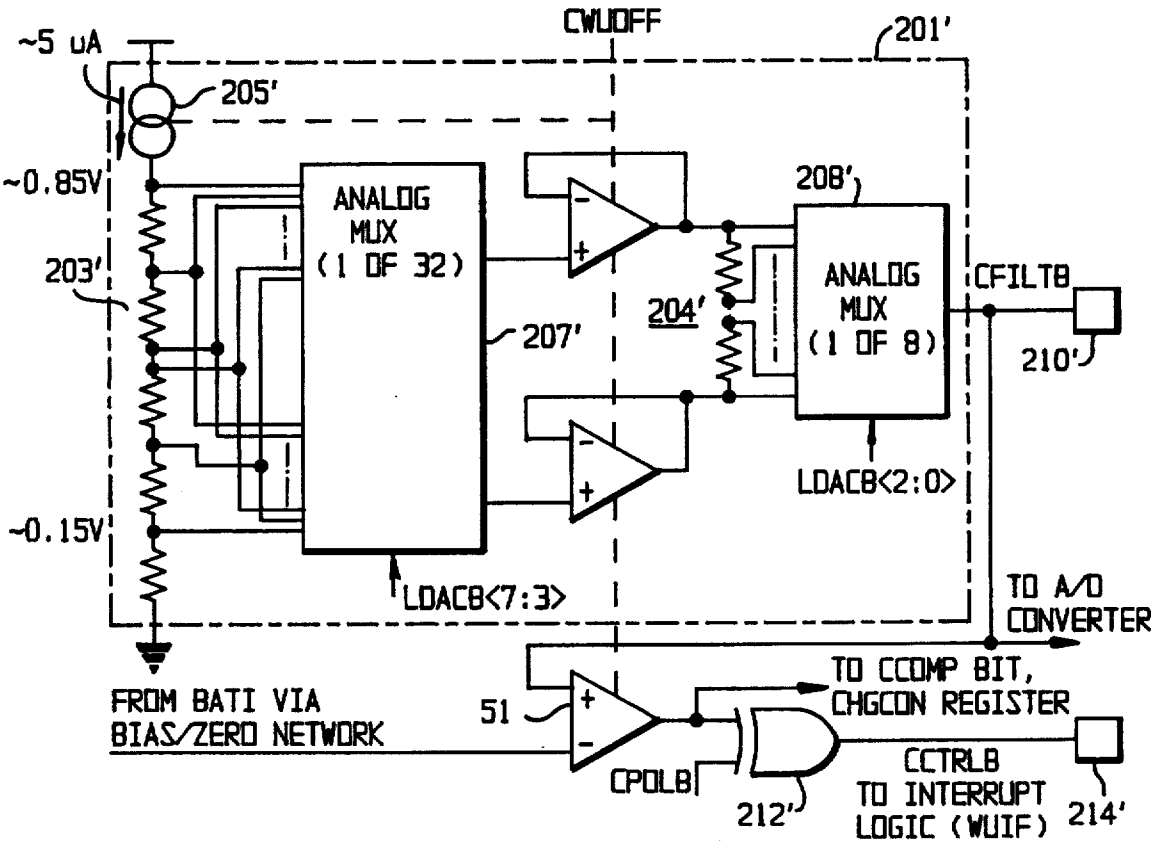 CWUOFF
201'
~5 uA
205'
~0.85V
ANALOG
MUX
(1 OF 32)
208'
203'
204'
207'
ANALOG
MUX
(1 OF 8)
CFILTB
210'
~0.15V
LDACB<7:3>
LDACB<2:0>
TO A/D
CONVERTER
FROM BATI VIA
BIAS/ZERO NETWORK
51
TO CCOMP BIT,
CHGCON REGISTER
CPOLB
212'
CCTRLB
TO INTERRUPT
LOGIC (WUIF)
214'
-
+
-
+
+
-